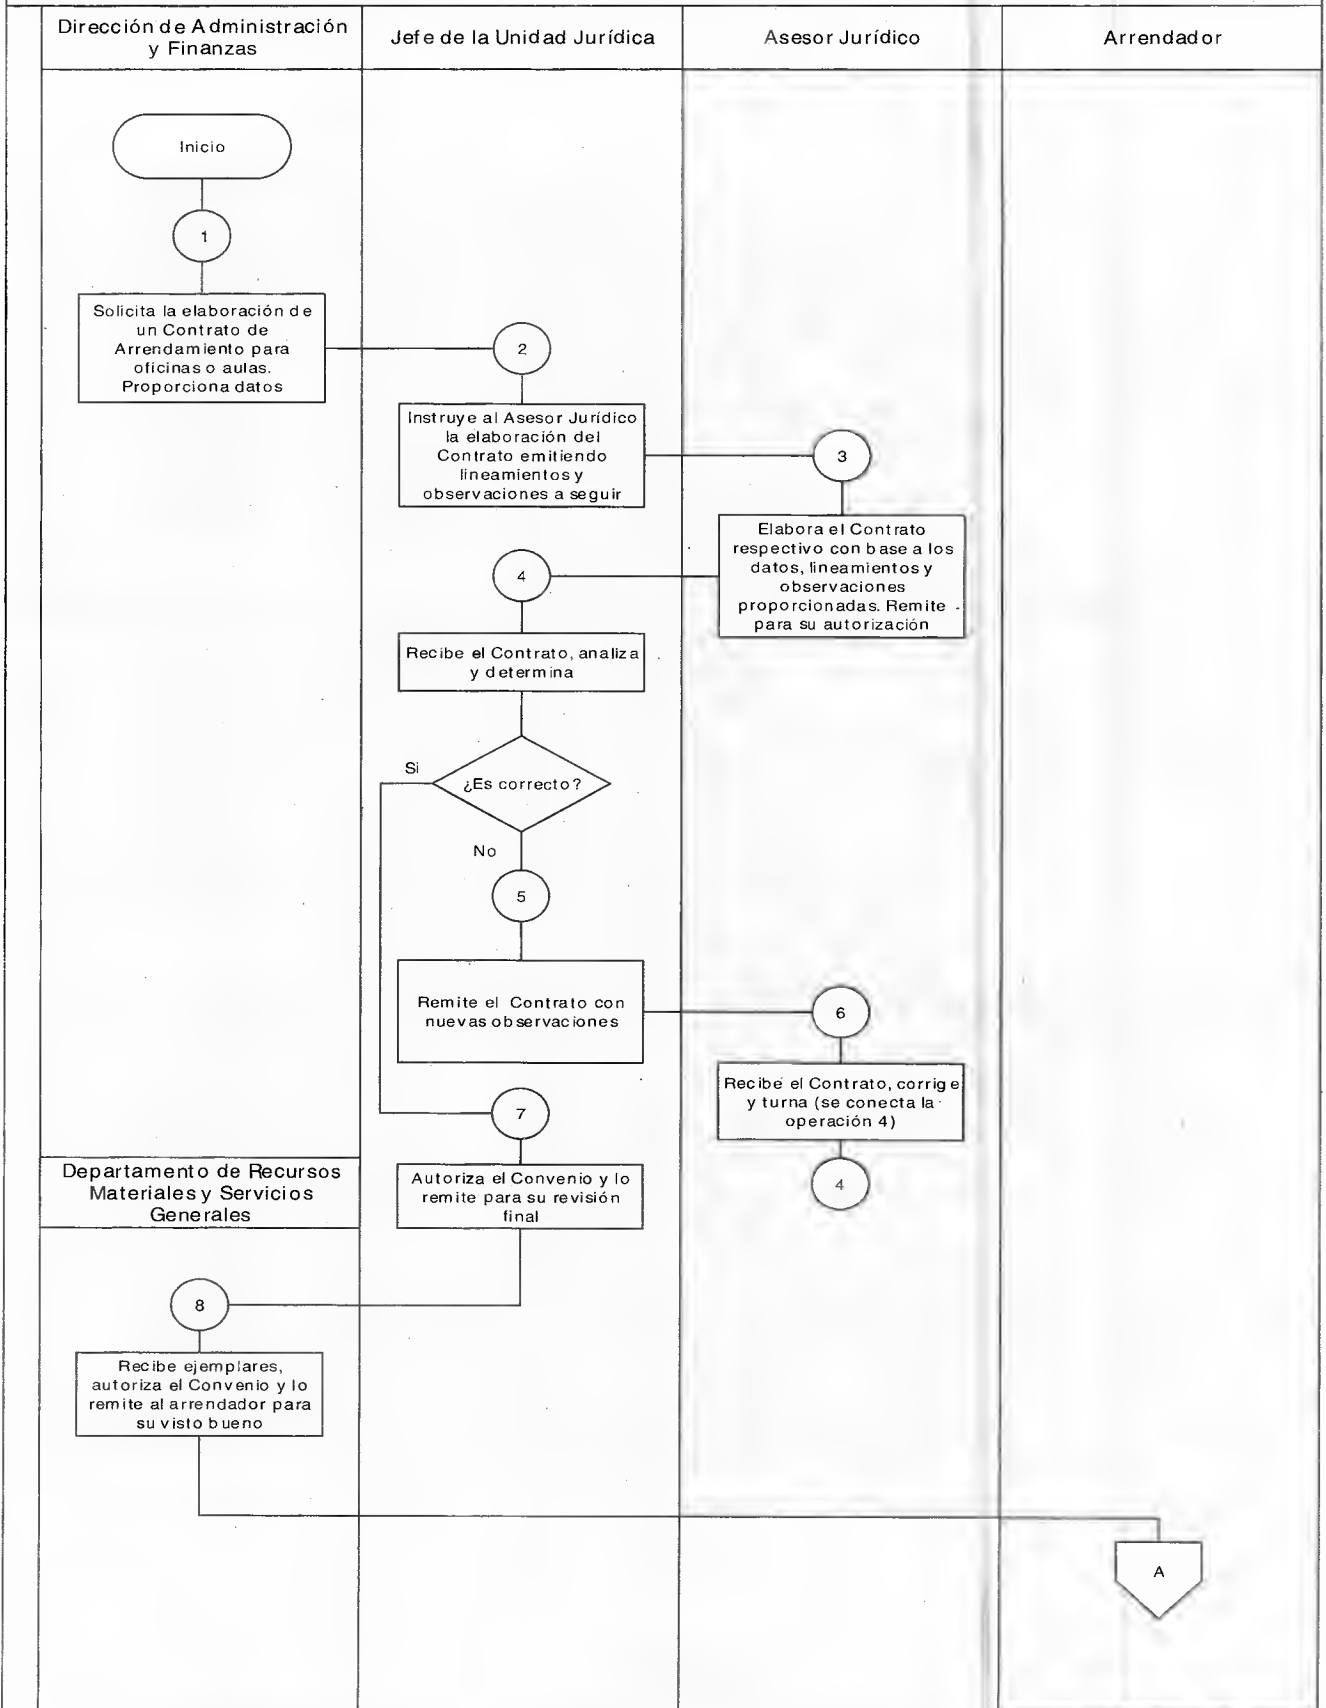 Dirección de Administración
y Finanzas
Jefe de la Unidad Jurídica
Asesor Jurídico
Arrendador
Inicio
1
Solicita la elaboración de
un Contrato de
Arrendamiento para
oficinas o aulas.
Proporciona datos
2
Instruye al Asesor Jurídico
la elaboración del
Contrato emitiendo
lineamientos y
observaciones a seguir
3
Elabora el Contrato
respectivo con base a los
datos, lineamientos y
observaciones
proporcionadas. Remite
para su autorización
4
Recibe el Contrato, analiza
y determina
¿Es correcto?
Si
No
5
Remite el Contrato con
nuevas observaciones
6
Recibe el Contrato, corrige
y turna (se conecta la
operación 4)
4
7
Autoriza el Convenio y lo
remite para su revisión
final
Departamento de Recursos
Materiales y Servicios
Generales
8
Recibe ejemplares,
autoriza el Convenio y lo
remite al arrendador para
su visto bueno
A